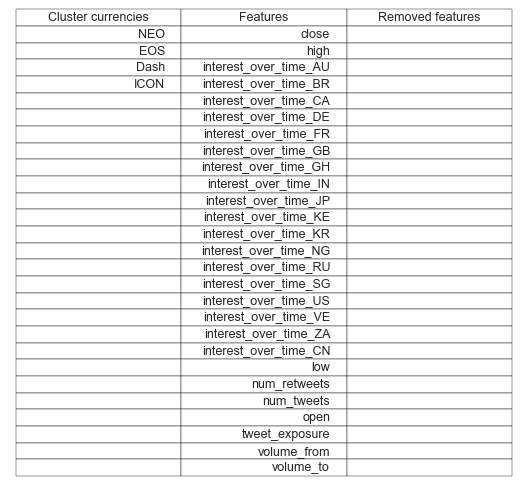 Cluster currencies Features Removed features
NEO close
EOS high
Dash interest_over_time_AU
ICON interest_over_time_BR
interest_over_time_CA
interest_over_time_DE
interest_over_time_FR
interest_over_time_GB
interest_over_time_GH
interest_over_time_IN
interest_over_time_JP
interest_over_time_KE
interest_over_time_KR
interest_over_time_NG
interest_over_time_RU
interest_over_time_SG
interest_over_time_US
interest_over_time_VE
interest_over_time_ZA
interest_over_time_CN
low
num_retweets
num_tweets
open
tweet_exposure
volume_from
volume_to